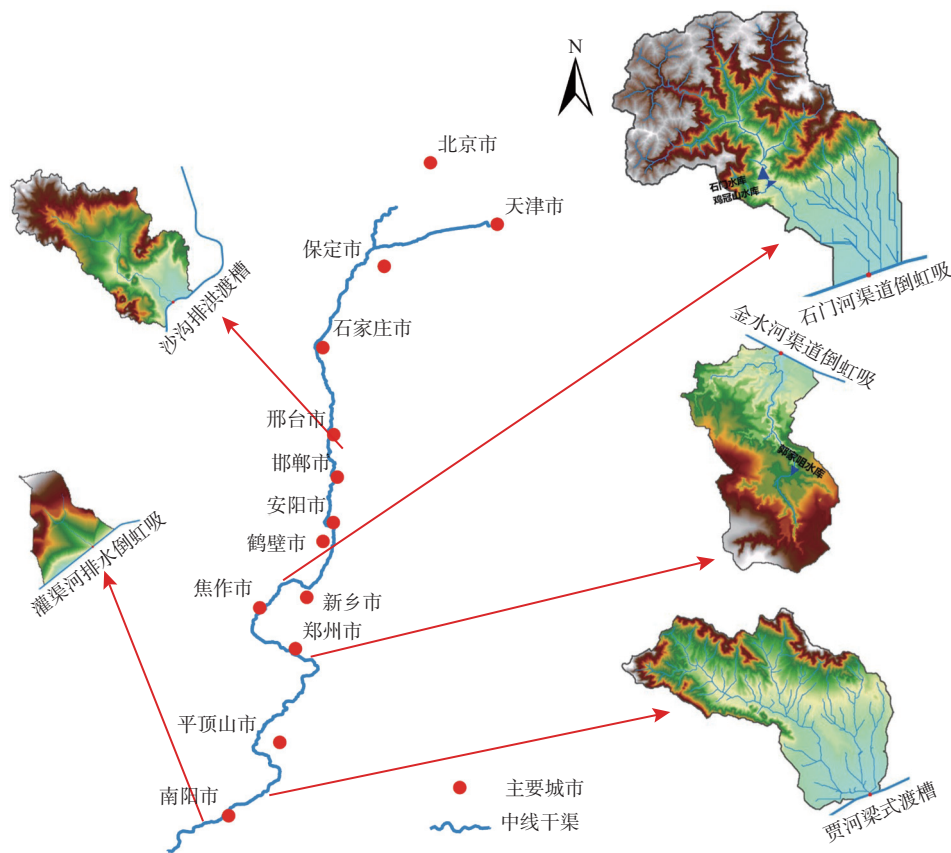 N
北京市
天津市
保定市
石家庄市
邢台市
邯郸市
安阳市
鹤壁市
焦作市
新乡市
郑州市
平顶山市
南阳市
主要城市
中线干渠
沙沟排洪渡槽
灌渠河排水倒虹吸
石门水库
鸡冠山水库
石门河渠道倒虹吸
金水河渠道倒虹吸
郭家咀水库
贾河梁式渡槽